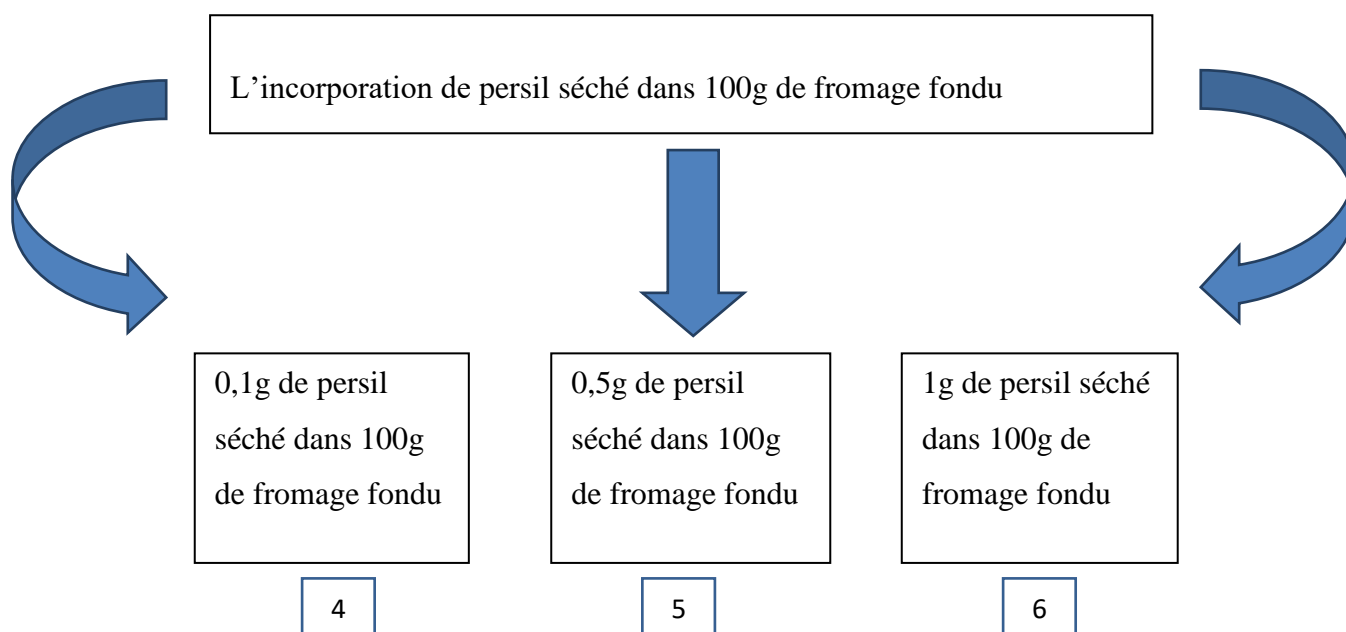 L'incorporation de persil séché dans 100g de fromage fondu
0,1g de persil
séché dans 100g
de fromage fondu
0,5g de persil
séché dans 100g
de fromage fondu
1g de persil séché
dans 100g de
fromage fondu
4
5
6